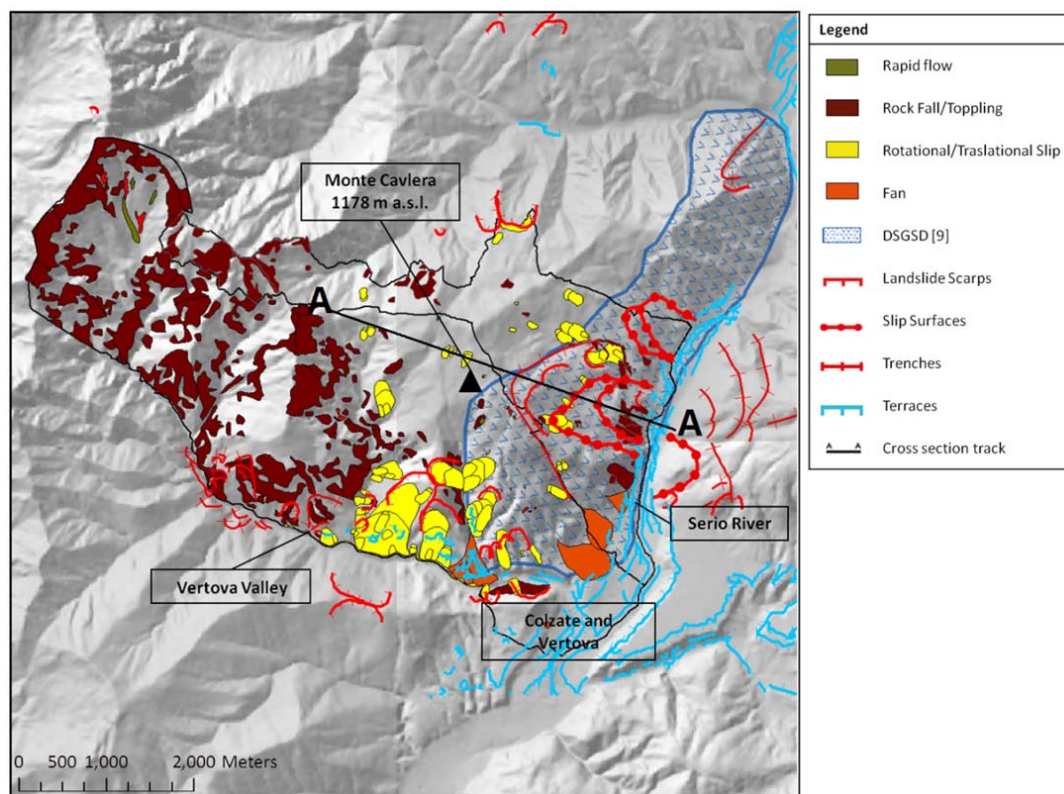 Monte Cavlera
1178 m a.s.l.
A
A
Serio River
Vertova Valley
Colzate and
Vertova
0 500 1,000 2,000 Meters
Legend
Rapid flow
Rock Fall/Toppling
Rotational/Traslational Slip
Fan
DSGSD [9]
Landslide Scarps
Slip Surfaces
Trenches
Terraces
A A
Cross section track